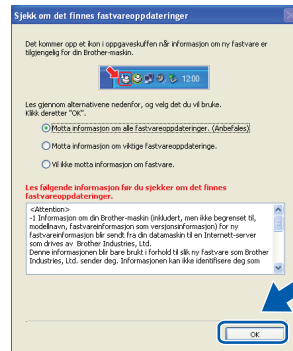 Sjekk om det finnes fastvareoppdateringer
Det kommer opp et ikon i oppgaveskuffen når informasjon om ny fastvare er
tilgjengelig for din Brother-maskin.
12:00
Les gjennom alternativene nedenfor, og velg det du vil bruke.
Klikk deretter "OK".
Motta informasjon om alle fastvareoppdateringer. (Anbefales)
Motta informasjon om viktige fastvareoppdateringe.
Vil ikke motta informasjon om fastvare.
Les følgende informasjon før du sjekker om det finnes
fastvareoppdateringer.
<Attention>
-1 Informasjon om din Brother-maskin (inkludert, men ikke begrenset til,
modellnavn, fastvareinformasjon som versjonsinformasjon) for ny
fastvareinformasjon blir sendt fra din datamaskin til en Internett-server
som drives av Brother Industries, Ltd.
Denne informasjonen blir bare brukt i forhold til slik ny fastvare som Brother
Industries, Ltd. sender deg. Informasjonen kan ikke identifisere deg som
OK